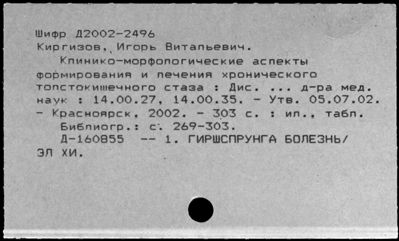 Шифр Д2002-2496
Киргизов, Игорь Витальевич.
Клинико-морфологические аспекты
формирования и лечения хронического
толстокишечного стаза : Дис. ... д-ра мед.
наук : 14.00.27, 14.00.35. - Утв. 05.07.02.
- Красноярск, 2002. - 303 с. : ил., табл.
Библиогр.: с. 269-303.
Д-160855 -- 1. ГИРШСПРУНГА БОЛЕЗНЬ/
ЭЛ ХИ.